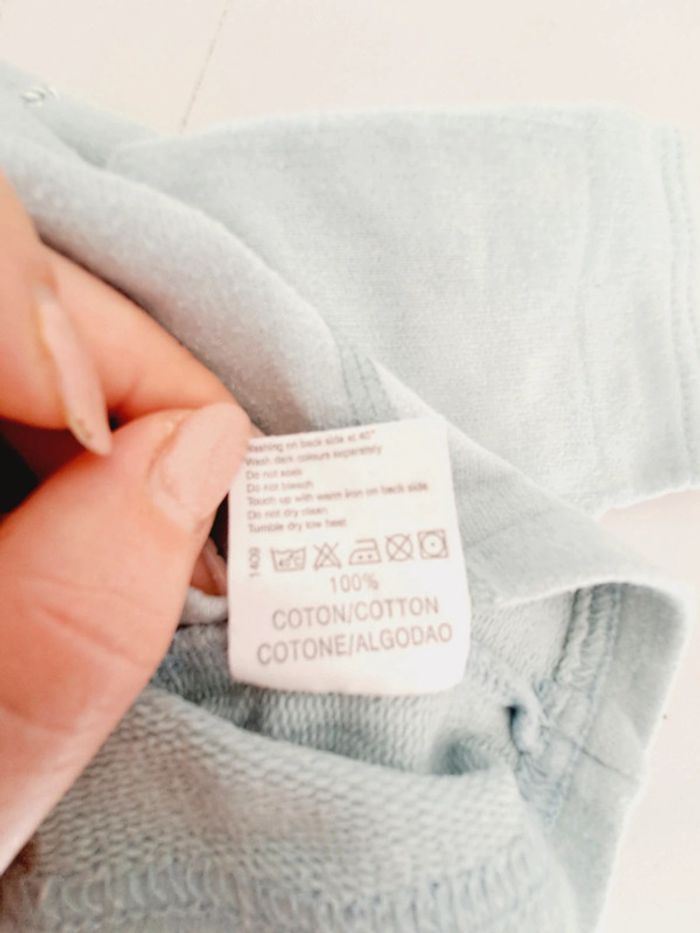 Washing on back side at 40°
Wash dark colours separately
Do not soak
Do not bleach
Touch up with warm iron on back side
Do not dry clean
Tumble dry low heat
1409
100%
COTON/COTTON
COTONE/ALGODAO